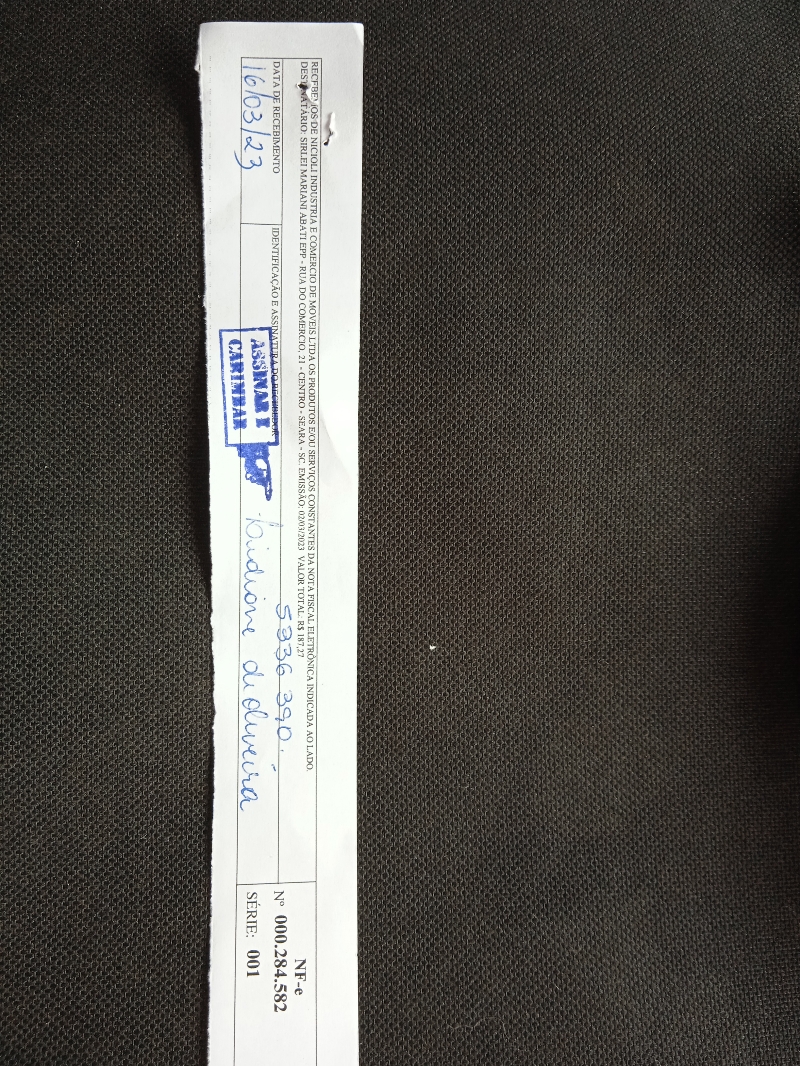 RECEBEMOS DE NICIOLI INDUSTRIA E COMERCIO DE MOVEIS LTDA OS PRODUTOS E/OU SERVIÇOS CONSTANTES DA NOTA FISCAL ELETRÔNICA INDICADA AO LADO.
DESTINATÁRIO: SIRLEI MARIANI ABATI EPP - RUA DO COMERCIO, 21 - CENTRO - SEARA - SC. EMISSÃO: 02/03/2023 VALOR TOTAL: R$ 187,27
DATA DE RECEBIMENTO
16/03/23
IDENTIFICAÇÃO E ASSINATURA DO RECEBEDOR
ASSINAR E
CARIMBAR
5336 390.
de oliveira
NF-e
Nº 000.284.582
SÉRIE: 001